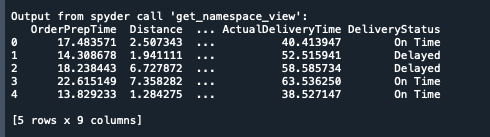 Output from spyder call 'get_namespace_view':
   OrderPrepTime  Distance  ...  ActualDeliveryTime  DeliveryStatus
0      17.483571  2.507343  ...           40.413947         On Time
1      14.308678  1.941111  ...           52.515941         Delayed
2      18.238443  6.727872  ...           58.585734         Delayed
3      22.615149  7.358282  ...           63.536250         On Time
4      13.829233  1.284275  ...           38.527147         On Time
[5 rows x 9 columns]